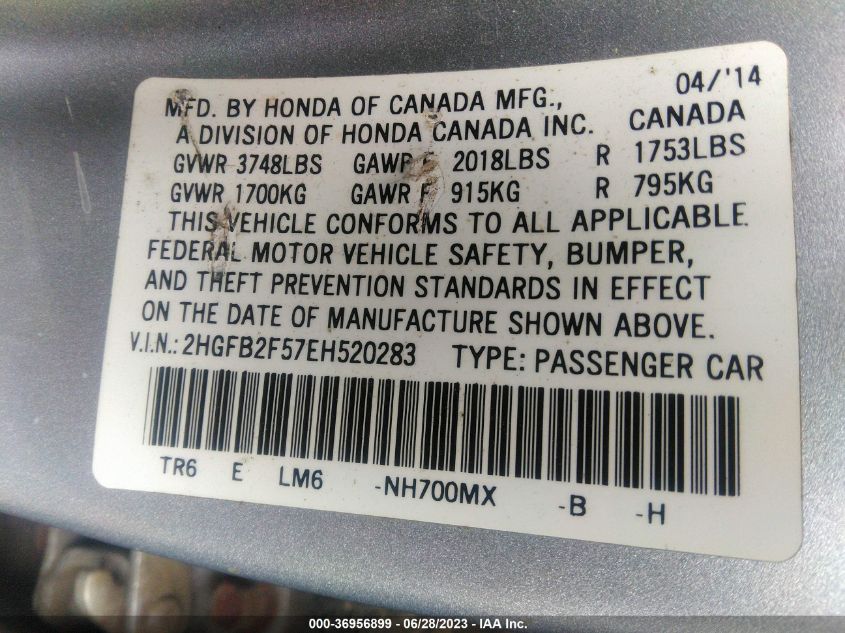 04/'14
MFD. BY HONDA OF CANADA MFG., CANADA
A DIVISION OF HONDA CANADA INC.
GVWR 3748LBS GAWR F 2018LBS R 1753LBS
GVWR 1700KG GAWR F 915KG R 795KG
THIS VEHICLE CONFORMS TO ALL APPLICABLE
FEDERAL MOTOR VEHICLE SAFETY, BUMPER,
AND THEFT PREVENTION STANDARDS IN EFFECT
ON THE DATE OF MANUFACTURE SHOWN ABOVE.
V.I.N.: 2HGFB2F57EH520283 TYPE: PASSENGER CAR
TR6 E LM6 -NH700MX -B -H
000-36956899 - 06/28/2023 - IAA Inc.